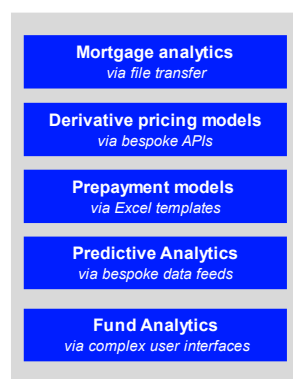 Mortgage analytics
via file transfer
Derivative pricing models
via bespoke APIs
Prepayment models
via Excel templates
Predictive Analytics
via bespoke data feeds
Fund Analytics
via complex user interfaces